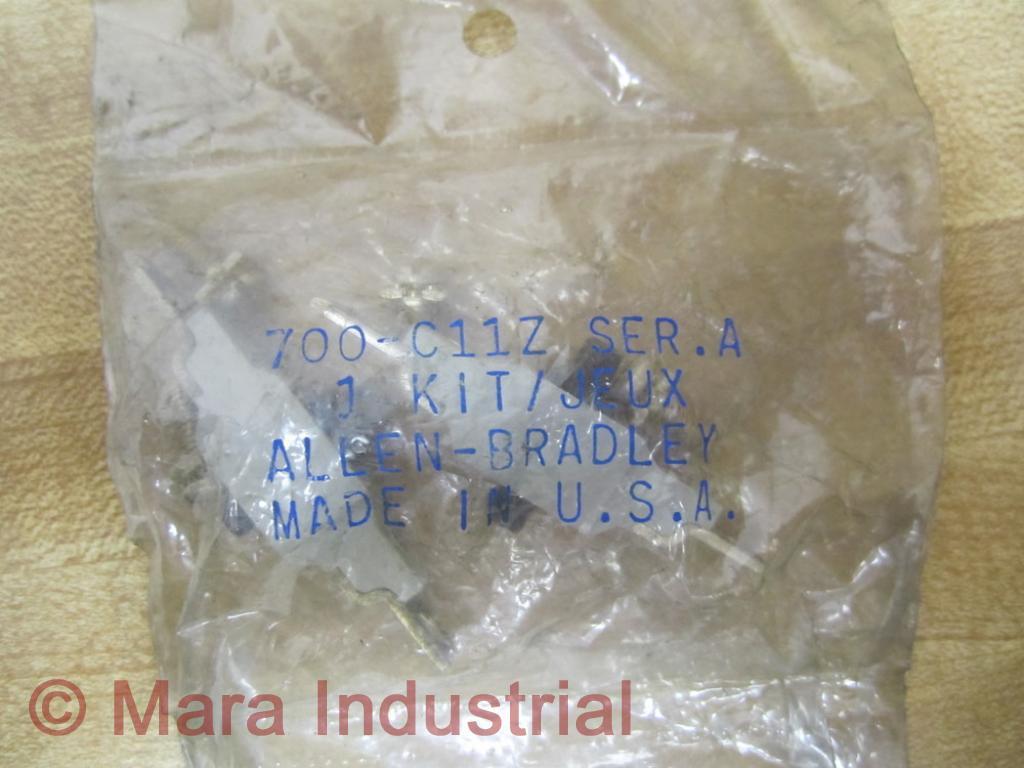 700-C11Z SER.A
1 KIT/JEUX
ALLEN-BRADLEY
MADE IN U.S.A.
© Mara Industrial